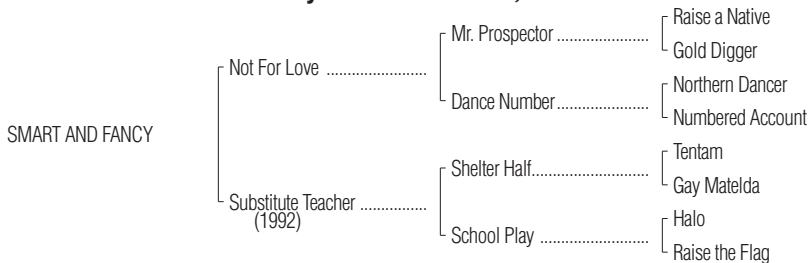 Raise a Native
Mr. Prospector ........................
Gold Digger
Not For Love ..........................
Northern Dancer
Dance Number........................
Numbered Account
SMART AND FANCY
Tentam
Shelter Half..............................
Gay Matelda
Substitute Teacher .................
(1992)
Halo
School Play ............................
Raise the Flag